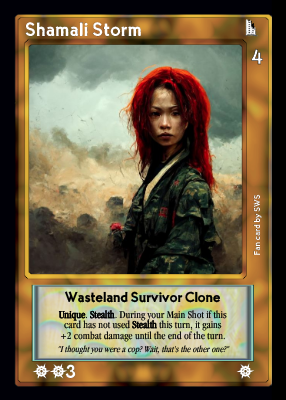 Shamali Storm
4
Fan card by SWS
Wasteland Survivor Clone
Unique. Stealth. During your Main Shot if this
card has not used Stealth this turn, it gains
+2 combat damage until the end of the turn.
"I thought you were a cop? Wait, that's the other one?"
3